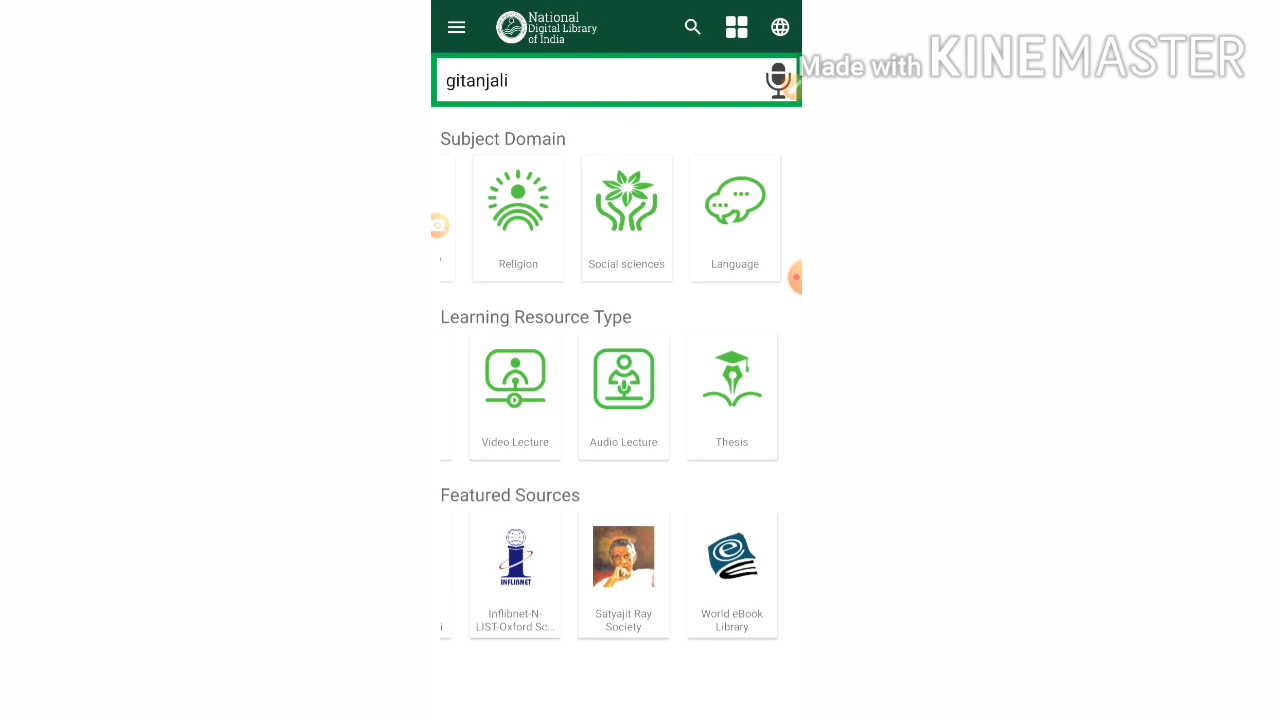 National
Digital Library
of India
Made with KINEMASTER
gitanjali
Subject Domain
Religion
Social sciences
Language
Learning Resource Type
Video Lecture
Audio Lecture
Thesis
Featured Sources
INFLIBNET
Inflibnet-N-
LIST-Oxford Sc...
Satyajit Ray
Society
World eBook
Library